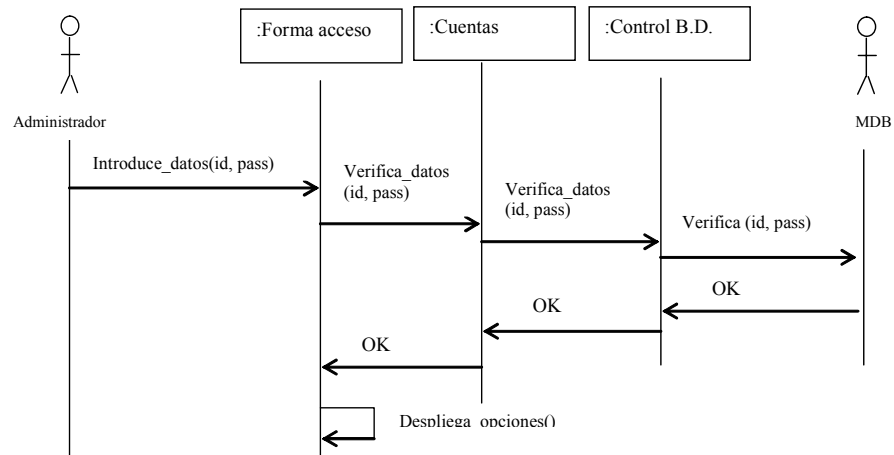 :Forma acceso
:Cuentas
:Control B.D.
Administrador
MDB
Introduce_datos(id, pass)
Verifica_datos
(id, pass)
Verifica_datos
(id, pass)
Verifica (id, pass)
OK
OK
OK
Despliega_opciones()